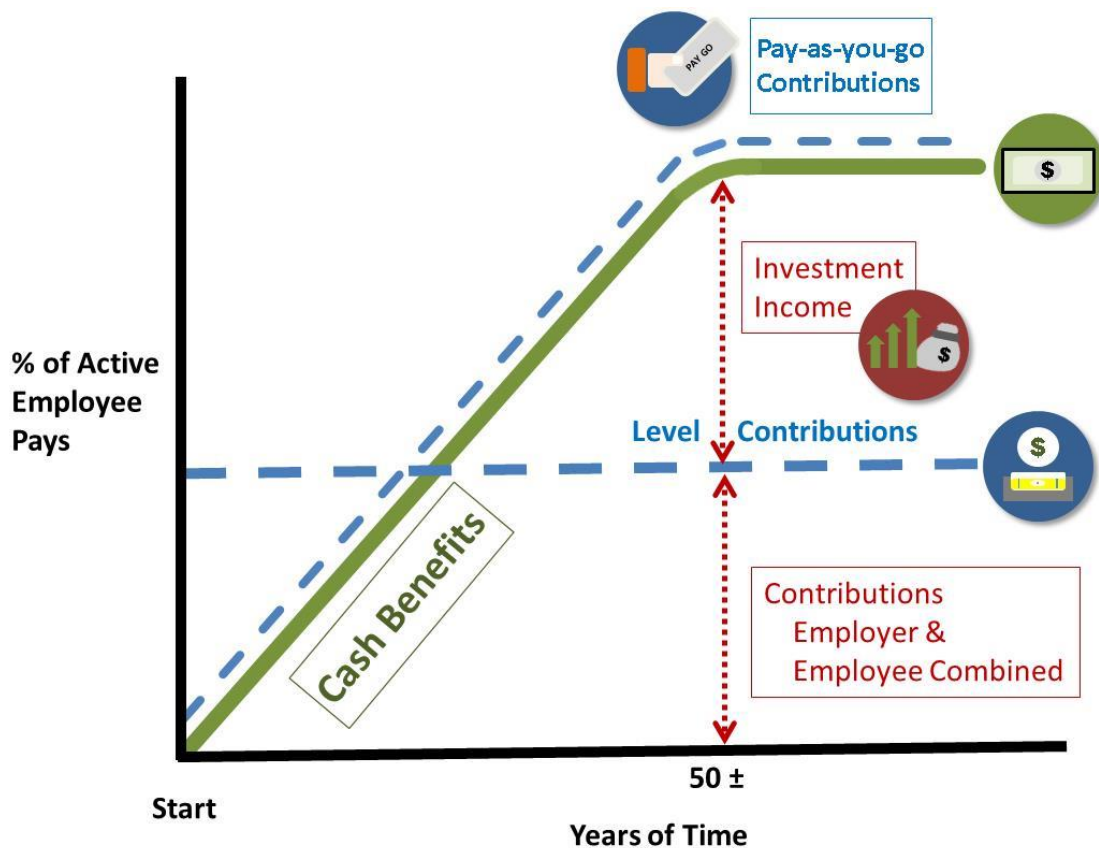 PAY GO
Pay-as-you-go
Contributions
$
Investment
Income
$
% of Active
Employee
Pays
Level Contributions
$
Cash Benefits
Contributions
Employer &
Employee Combined
50 ±
Start
Years of Time